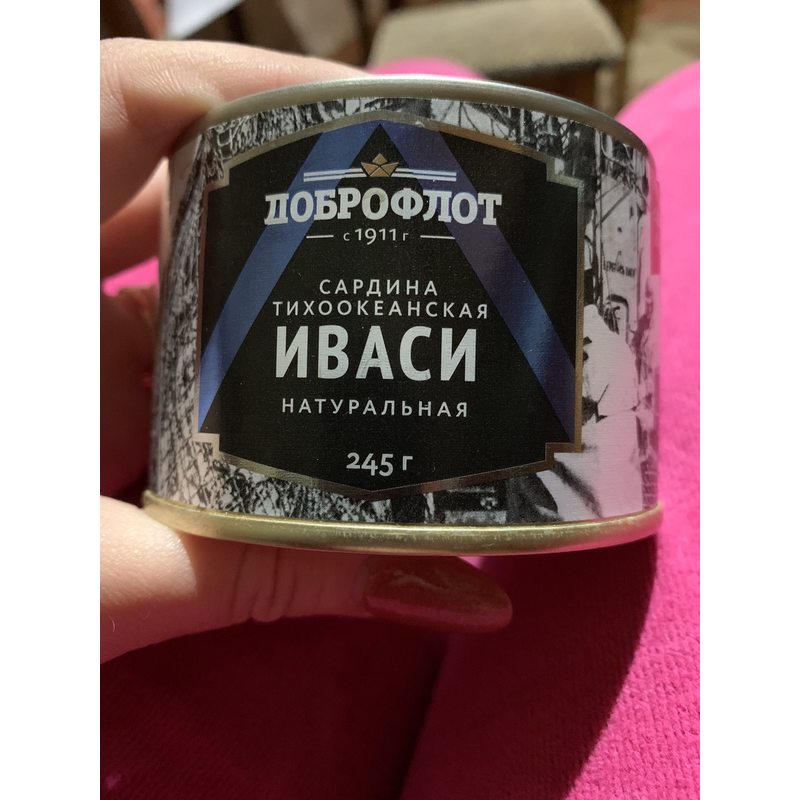 ДОБРОФЛОТ
с 1911 г
САРДИНА
ТИХООКЕАНСКАЯ
ИВАСИ
НАТУРАЛЬНАЯ
245 г